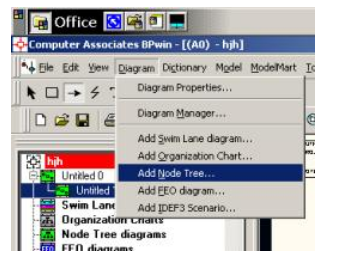 Office
Computer Associates BPwin - [(A0) - hjh]
File Edit View Diagram Dictionary Model ModelMart
Diagram Properties...
Diagram Manager...
Add Swim Lane diagram...
Add Organization Chart...
Add Node Tree...
Add FEO diagram...
Add IDEF3 Scenario...
hjh
Untitled 0
Untitled
Swim Lane
Organization Charts
Node Tree diagrams
FEO diagrams